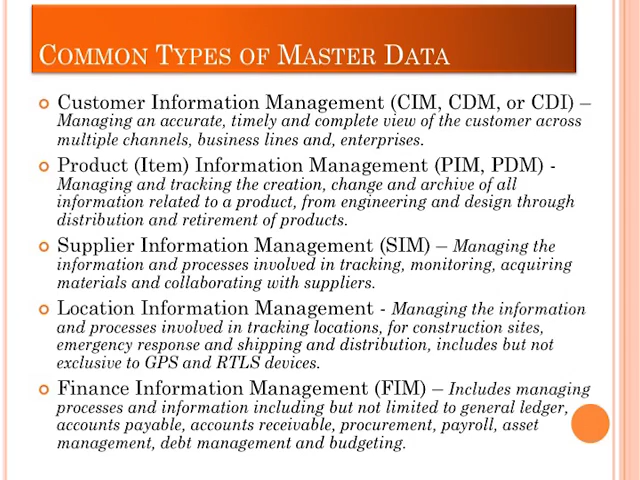 COMMON TYPES OF MASTER DATA
Customer Information Management (CIM, CDM, or CDI) –
Managing an accurate, timely and complete view of the customer across
multiple channels, business lines and, enterprises.
Product (Item) Information Management (PIM, PDM) -
Managing and tracking the creation, change and archive of all
information related to a product, from engineering and design through
distribution and retirement of products.
Supplier Information Management (SIM) – Managing the
information and processes involved in tracking, monitoring, acquiring
materials and collaborating with suppliers.
Location Information Management - Managing the information
and processes involved in tracking locations, for construction sites,
emergency response and shipping and distribution, includes but not
exclusive to GPS and RTLS devices.
Finance Information Management (FIM) – Includes managing
processes and information including but not limited to general ledger,
accounts payable, accounts receivable, procurement, payroll, asset
management, debt management and budgeting.